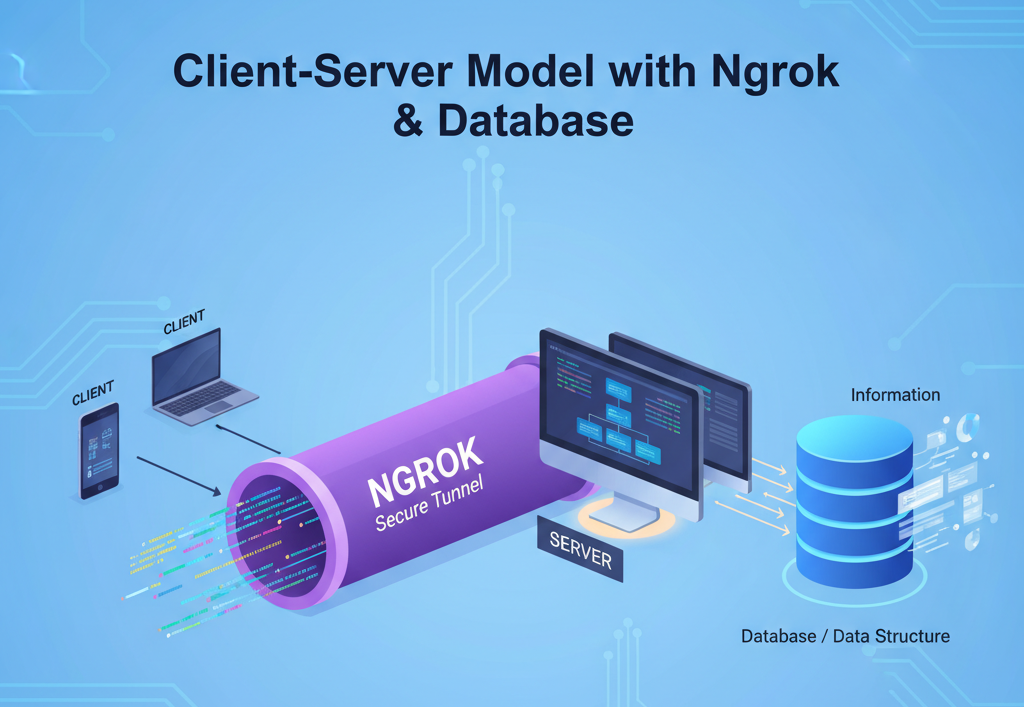 Client-Server Model with Ngrok
& Database
CLIENT
CLIENT
NGROK
Secure Tunnel
SERVER
Information
Database / Data Structure